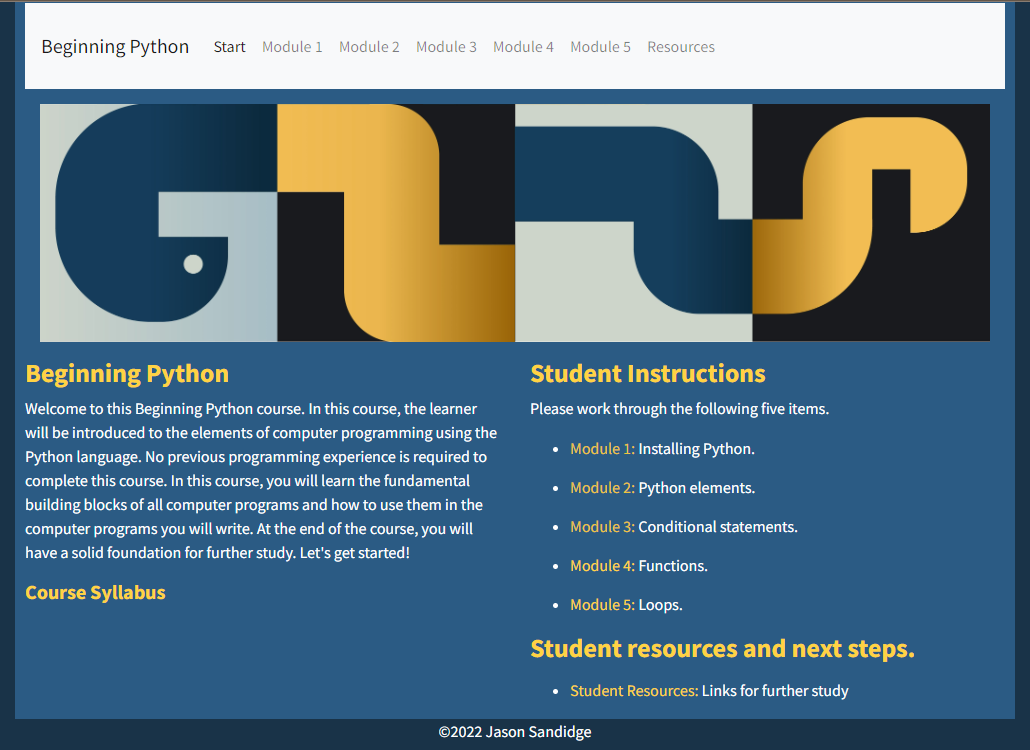 Beginning Python Start Module 1 Module 2 Module 3 Module 4 Module 5 Resources
Beginning Python
Welcome to this Beginning Python course. In this course, the learner
will be introduced to the elements of computer programming using the
Python language. No previous programming experience is required to
complete this course. In this course, you will learn the fundamental
building blocks of all computer programs and how to use them in the
computer programs you will write. At the end of the course, you will
have a solid foundation for further study. Let's get started!
Course Syllabus
Student Instructions
Please work through the following five items.
• Module 1: Installing Python.
• Module 2: Python elements.
• Module 3: Conditional statements.
• Module 4: Functions.
• Module 5: Loops.
Student resources and next steps.
• Student Resources: Links for further study
©2022 Jason Sandidge